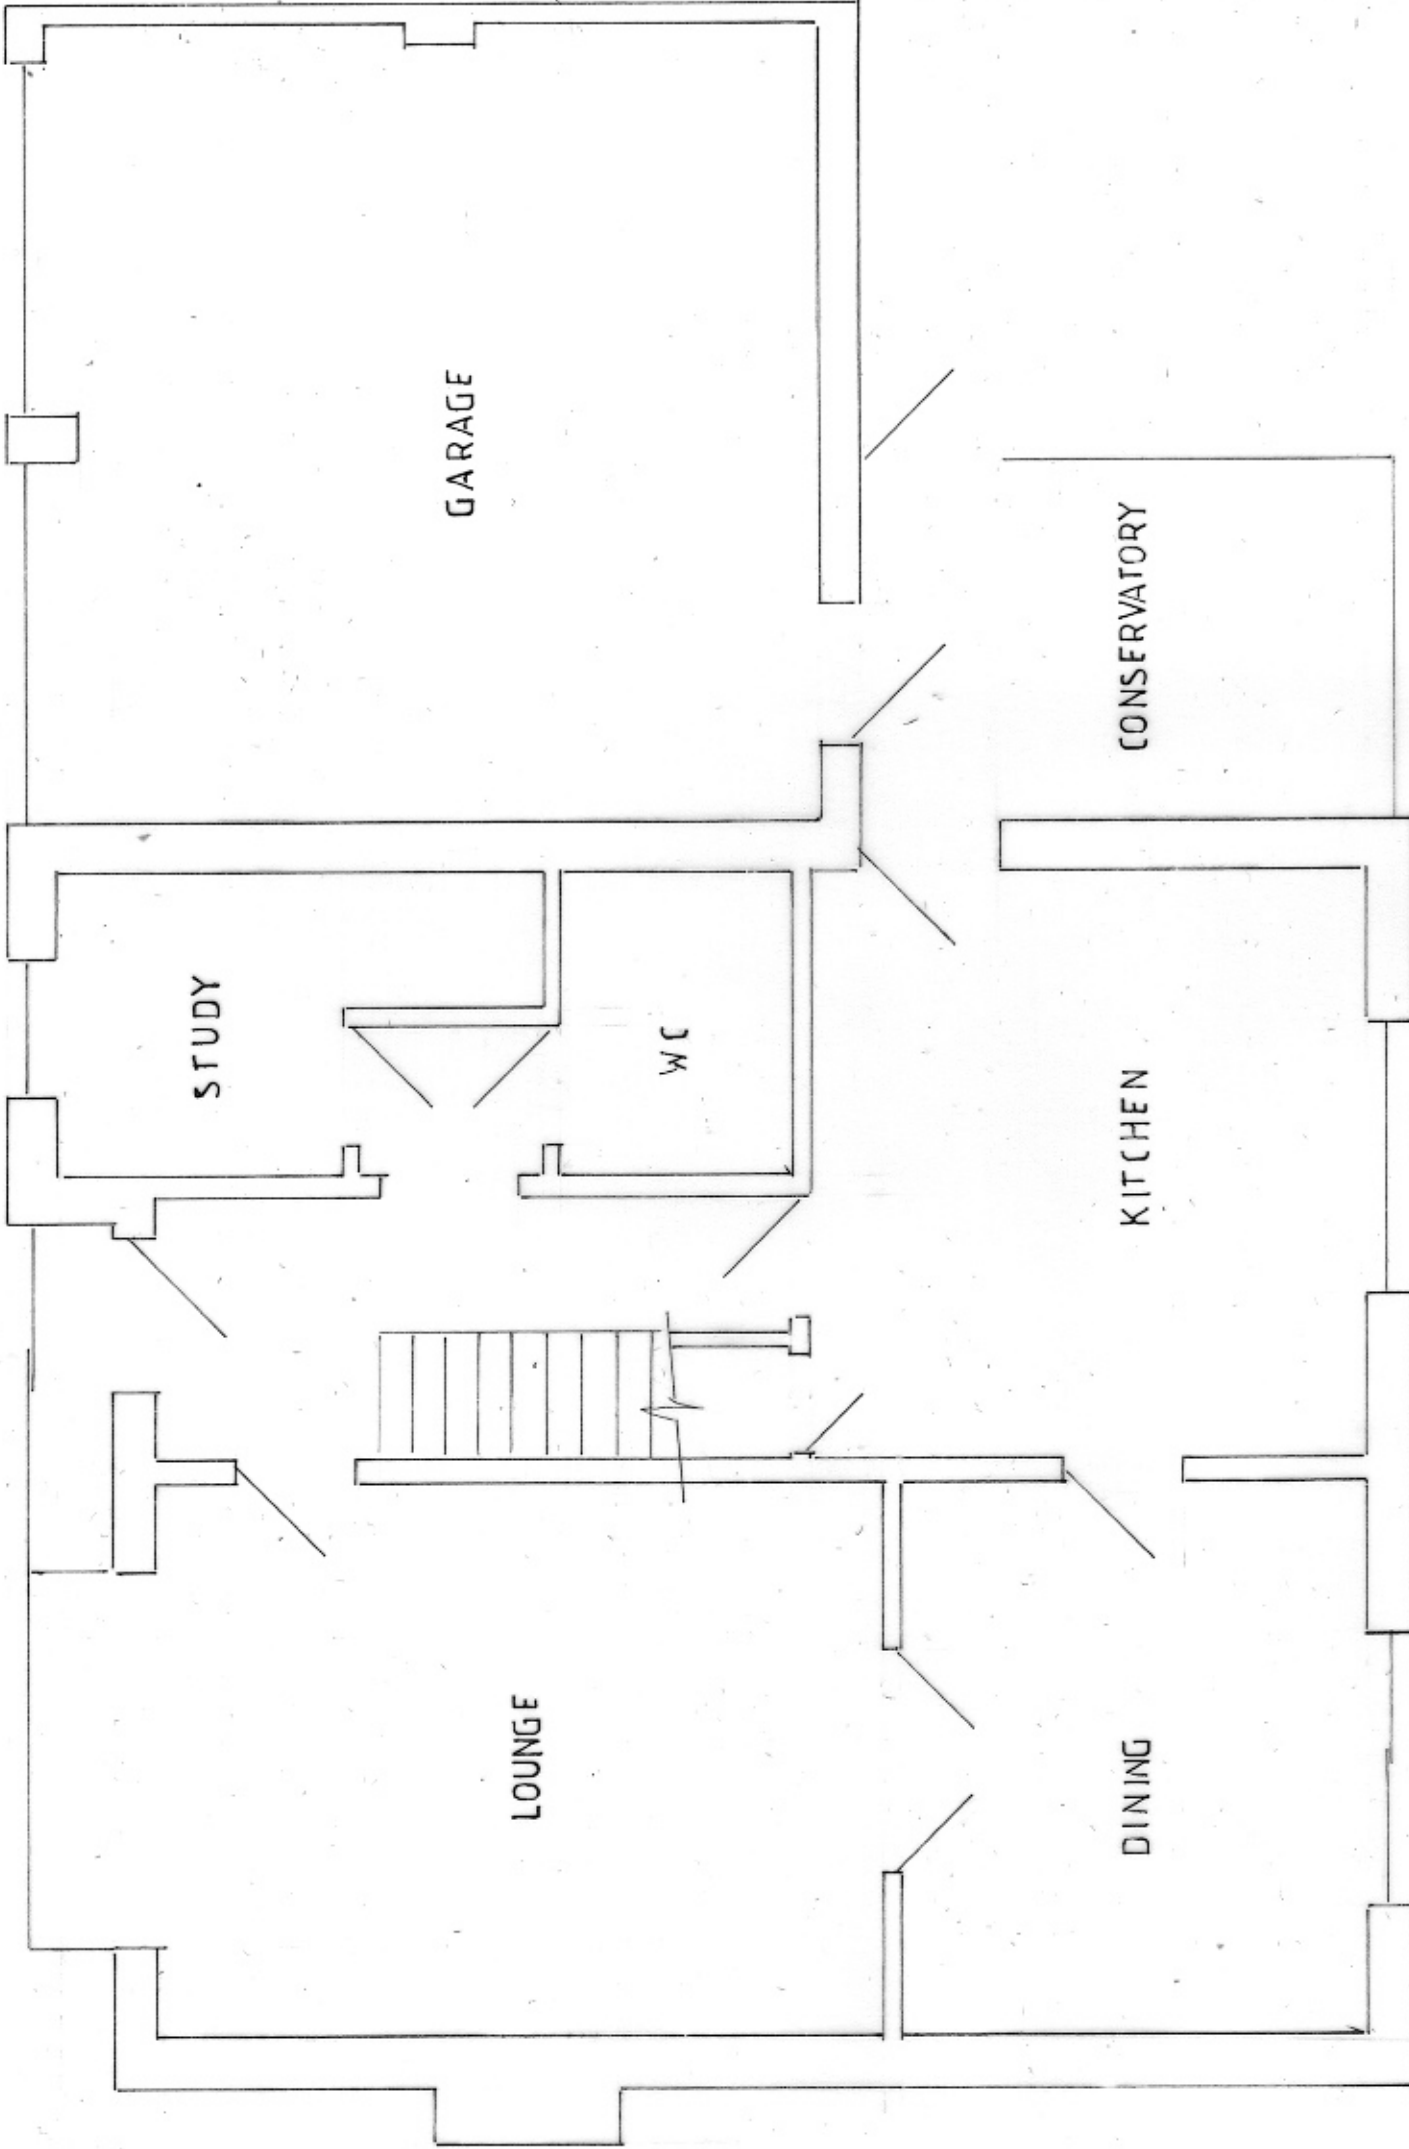 GARAGE
CONSERVATORY
STUDY
WC
KITCHEN
LOUNGE
DINING